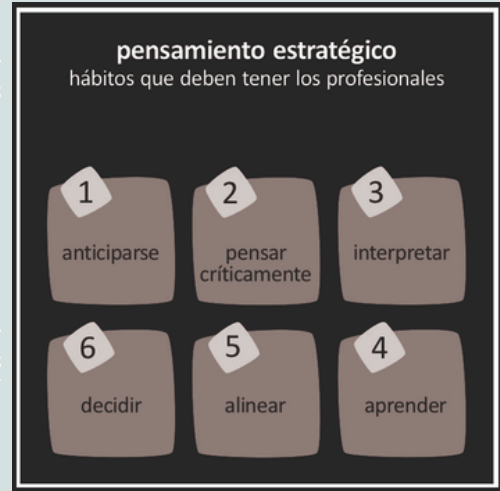 pensamiento estratégico
hábitos que deben tener los profesionales
1
anticiparse
2
pensar
críticamente
3
interpretar
6
decidir
5
alinear
4
aprender